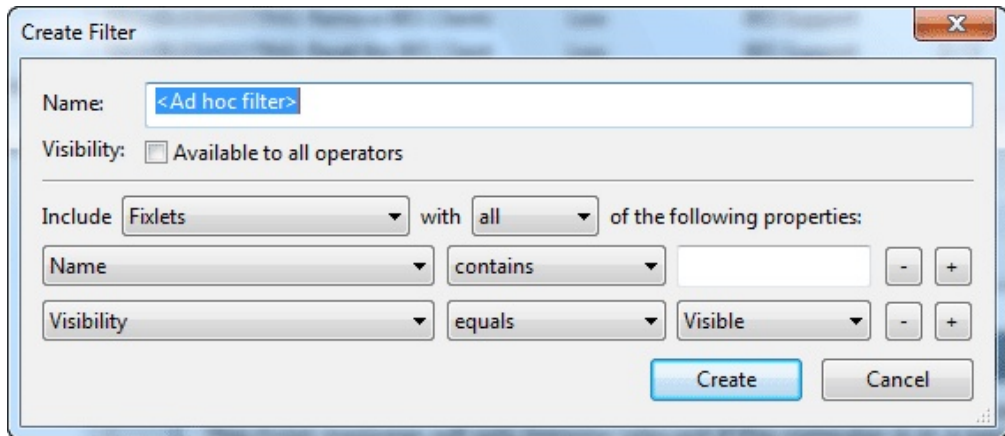 Create Filter
Name: <Ad hoc filter>
Visibility: Available to all operators
Include Fixlets with all of the following properties:
Name contains - +
Visibility equals Visible - +
Create Cancel